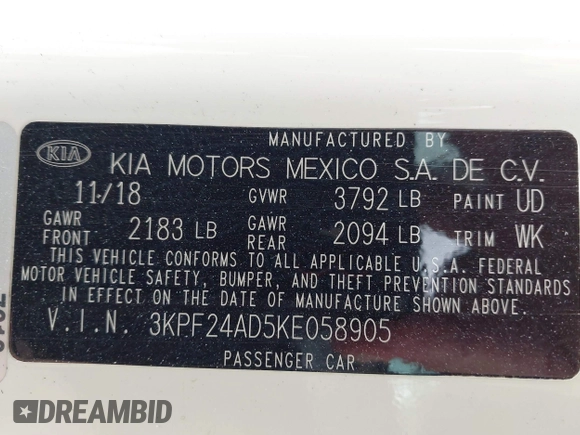 MANUFACTURED BY
KIA KIA MOTORS MEXICO S.A. DE C.V.
11/18 GVWR 3792 LB PAINT UD
GAWR FRONT 2183 LB GAWR REAR 2094 LB TRIM WK
THIS VEHICLE CONFORMS TO ALL APPLICABLE U.S.A. FEDERAL
MOTOR VEHICLE SAFETY, BUMPER, AND THEFT PREVENTION STANDARDS
IN EFFECT ON THE DATE OF MANUFACTURE SHOWN ABOVE.
V.I.N. 3KPF24AD5KE058905
PASSENGER CAR
DREAMBID